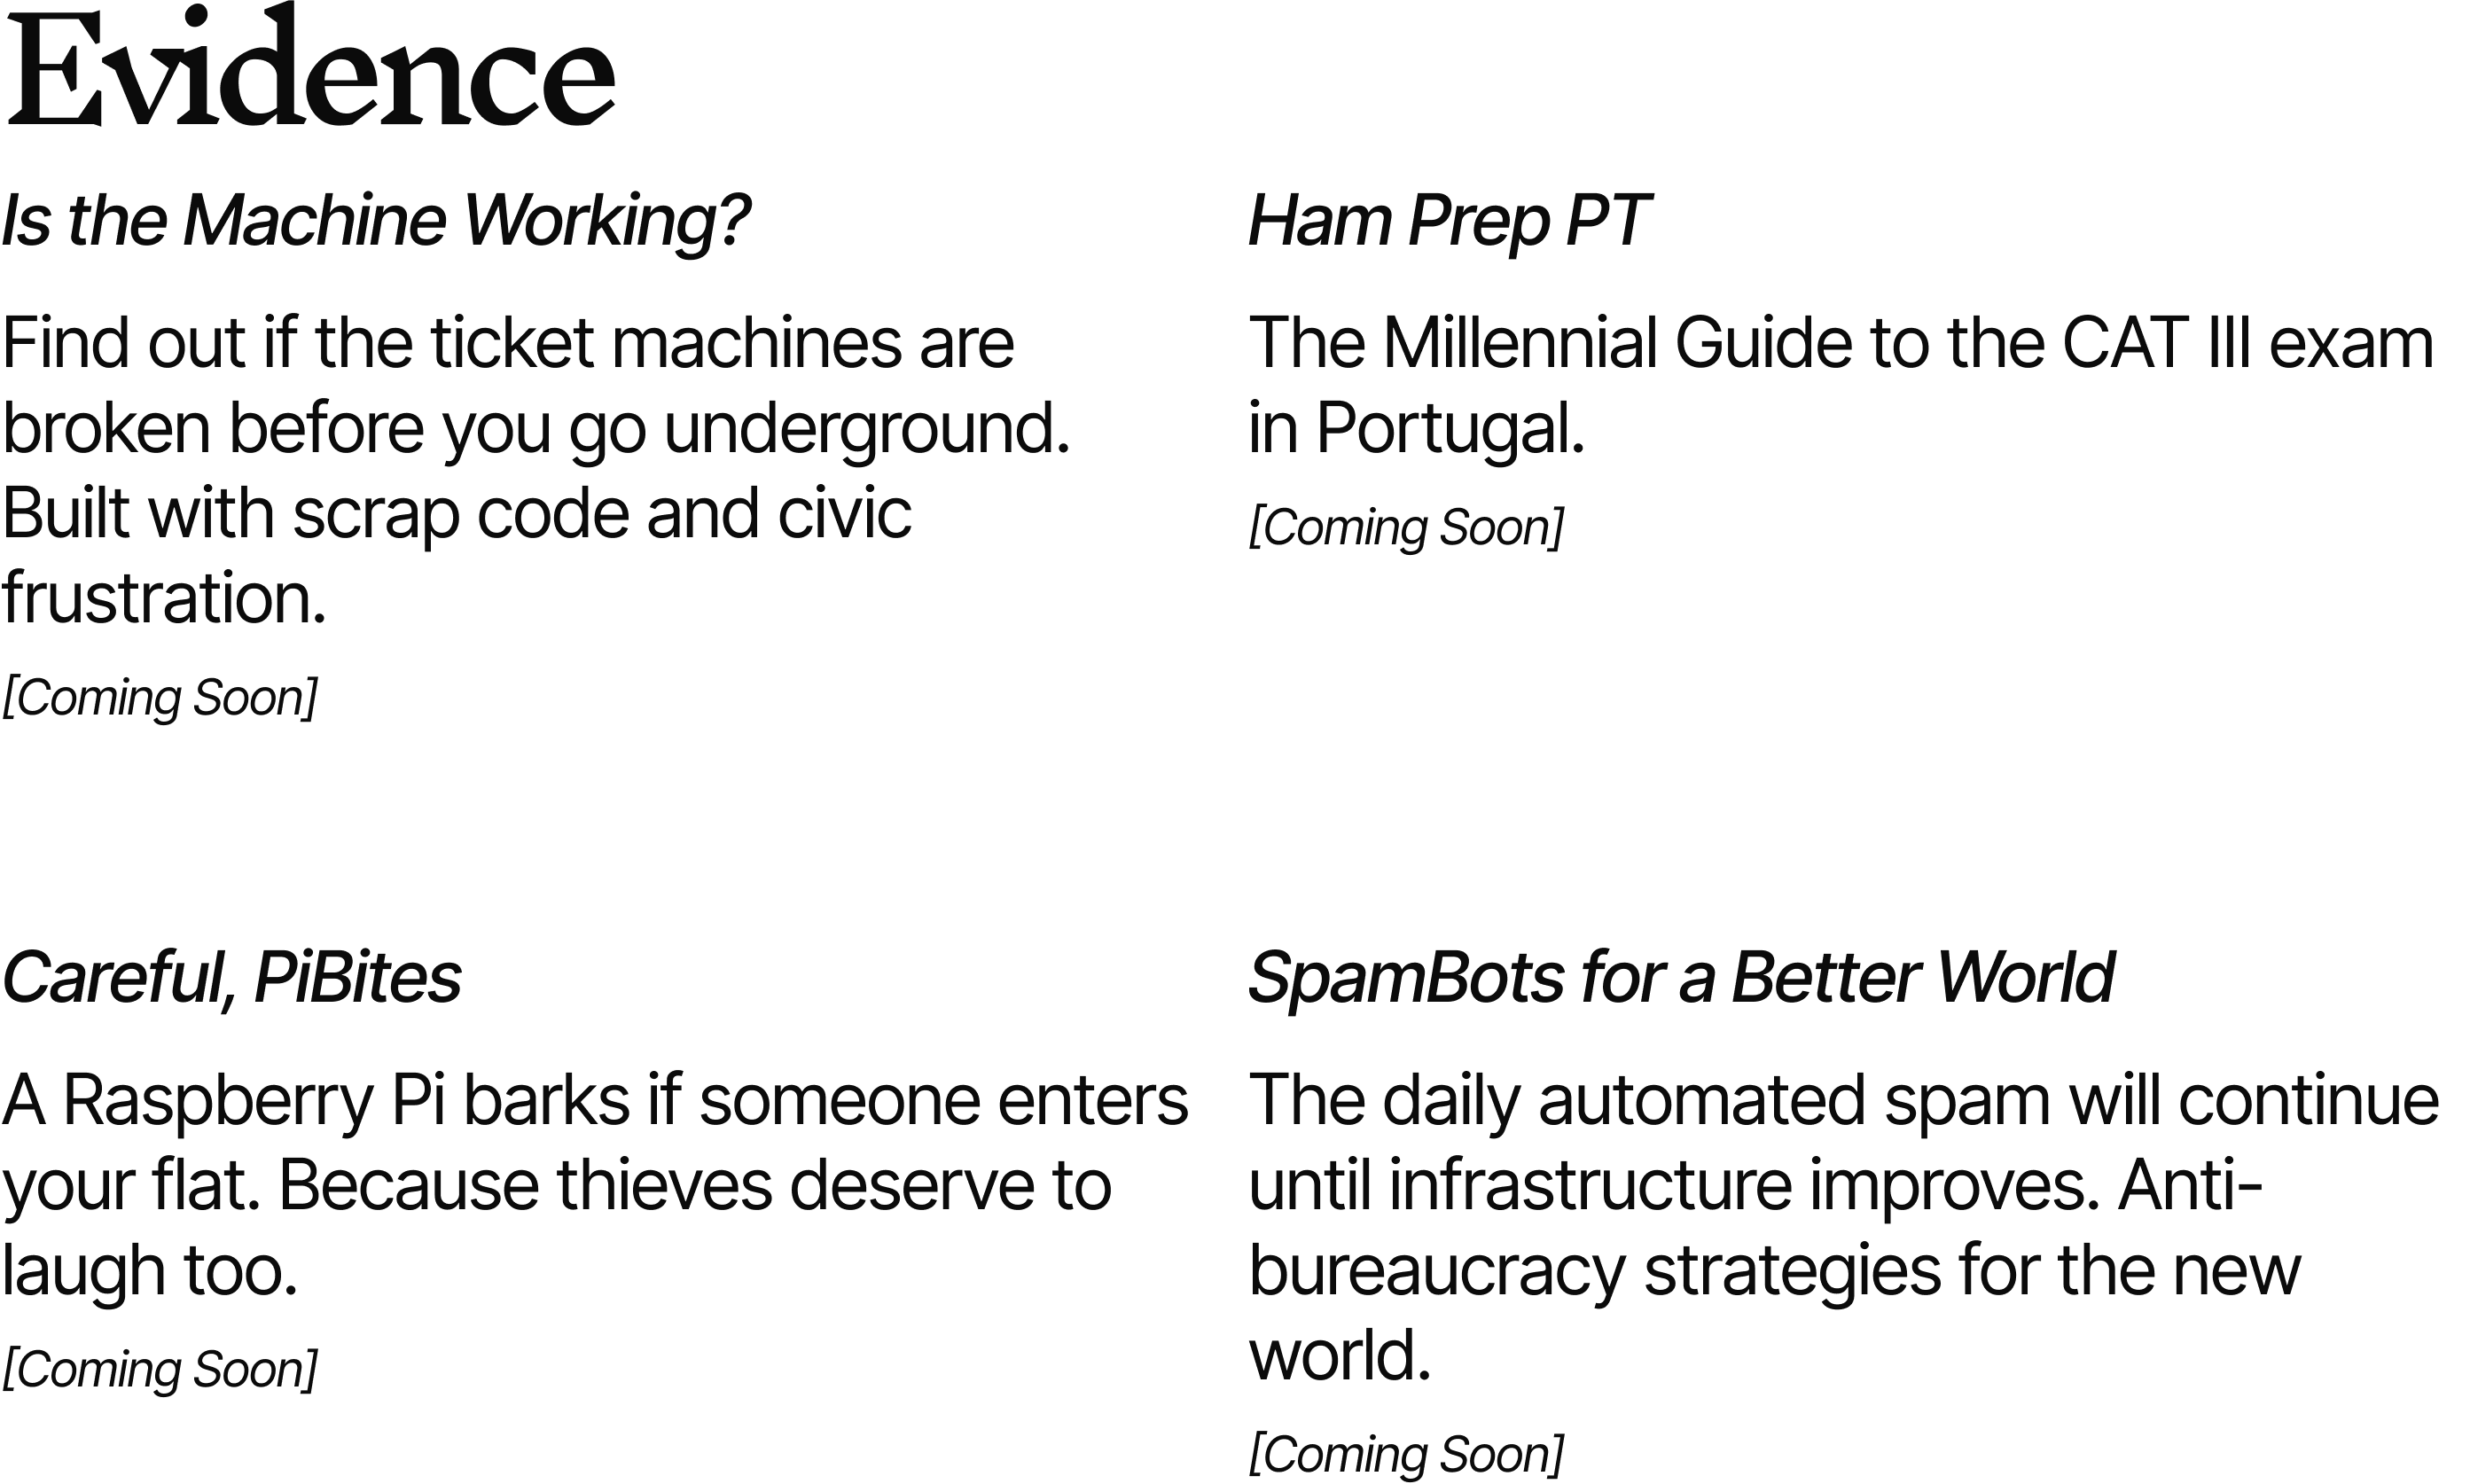 Evidence
Is the Machine Working?
Find out if the ticket machines are
broken before you go underground.
Built with scrap code and civic
frustration.
[Coming Soon]
Ham Prep PT
The Millennial Guide to the CAT III exam
in Portugal.
[Coming Soon]
Careful, PiBites
A Raspberry Pi barks if someone enters
your flat. Because thieves deserve to
laugh too.
[Coming Soon]
SpamBots for a Better World
The daily automated spam will continue
until infrastructure improves. Anti-
bureaucracy strategies for the new
world.
[Coming Soon]